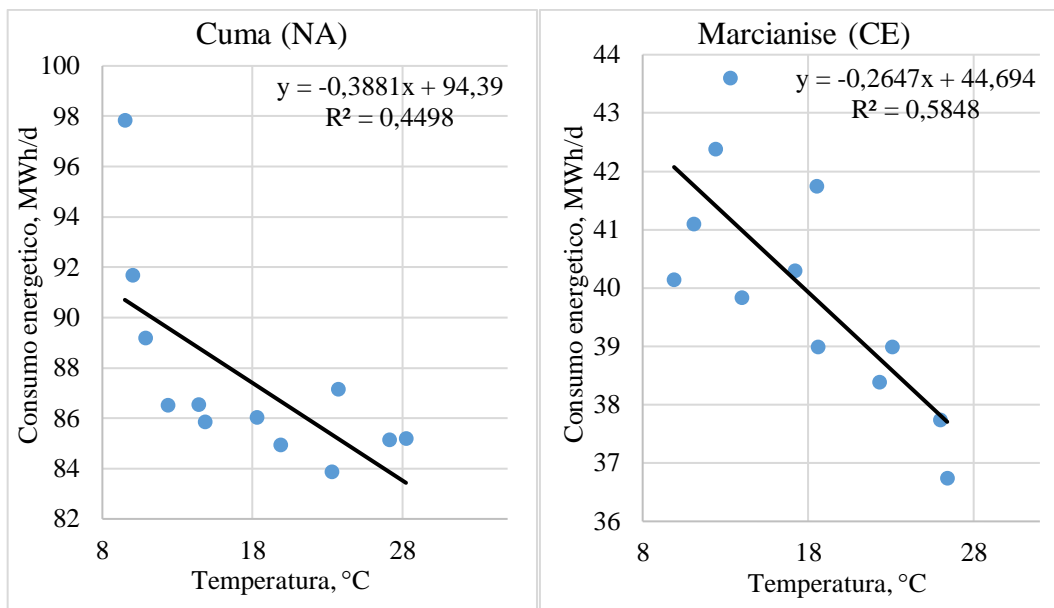 Cuma (NA)
y = -0,3881x + 94,39
R² = 0,4498
100
98
96
94
92
90
88
86
84
82
8
18
28
Consumo energetico, MWh/d
Temperatura, °C
Marcianise (CE)
y = -0,2647x + 44,694
R² = 0,5848
44
43
42
41
40
39
38
37
36
8
18
28
Consumo energetico, MWh/d
Temperatura, °C